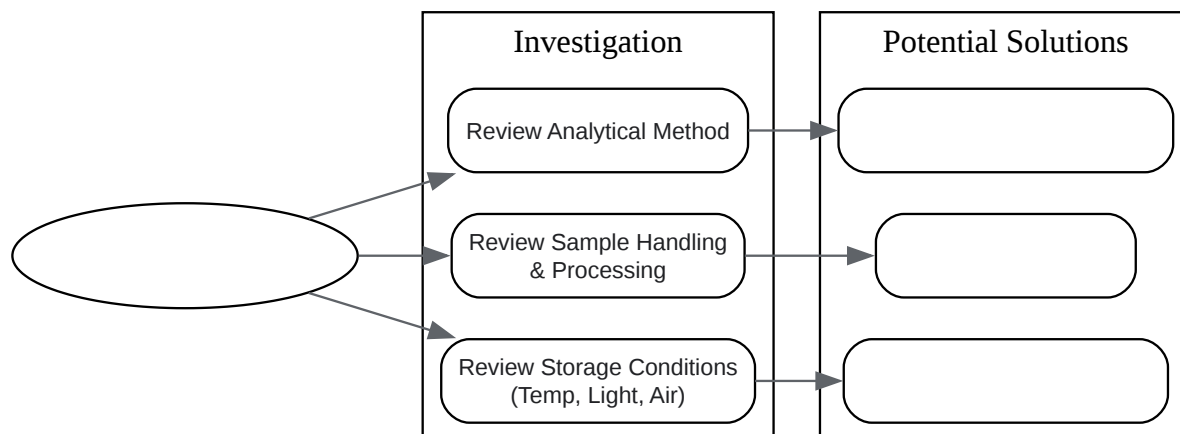 Investigation
Potential Solutions
Review Analytical Method
Review Sample Handling
& Processing
Review Storage Conditions
(Temp, Light, Air)